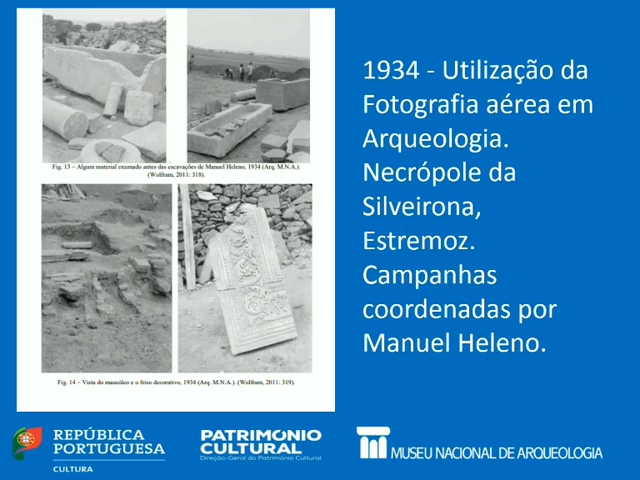 Fig. 13 – Algum material exumado antes das escavações de Manuel Heleno, 1934 (Arq. M.N.A.).
(Wolfram, 2011: 318).
Fig. 14 – Vista do mausóleo e o friso decorativo, 1934 (Arq. M.N.A.). (Wolfram, 2011: 319).
1934 - Utilização da
Fotografia aérea em
Arqueologia.
Necrópole da
Silveirona,
Estremoz.
Campanhas
coordenadas por
Manuel Heleno.
REPÚBLICA
PORTUGUESA
CULTURA
PATRIMÓNIO
CULTURAL
Direção-Geral do Património Cultural
MUSEU NACIONAL DE ARQUEOLOGIA